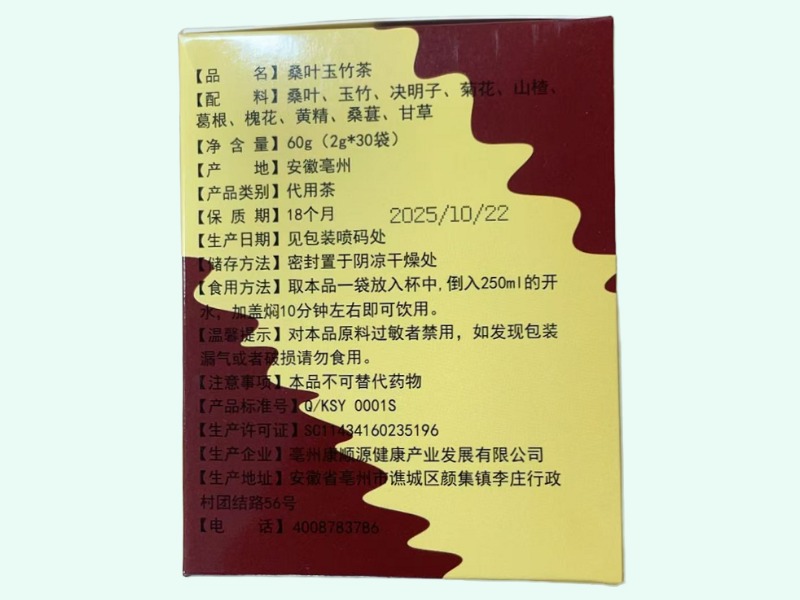 【品 名】桑叶玉竹茶
【配 料】桑叶、玉竹、决明子、菊花、山楂、
葛根、槐花、黄精、桑葚、甘草
【净 含 量】60g（2g*30袋）
【产 地】安徽亳州
【产品类别】代用茶
【保 质 期】18个月
2025/10/22
【生产日期】见包装喷码处
【储存方法】密封置于阴凉干燥处
【食用方法】取本品一袋放入杯中,倒入250ml的开
水，加盖焖10分钟左右即可饮用。
【温馨提示】对本品原料过敏者禁用，如发现包装
漏气或者破损请勿食用。
【注意事项】本品不可替代药物
【产品标准号】Q/KSY 0001S
【生产许可证】SC11434160235196
【生产企业】亳州康顺源健康产业发展有限公司
【生产地址】安徽省亳州市谯城区颜集镇李庄行政
村团结路56号
【电 话】4008783786